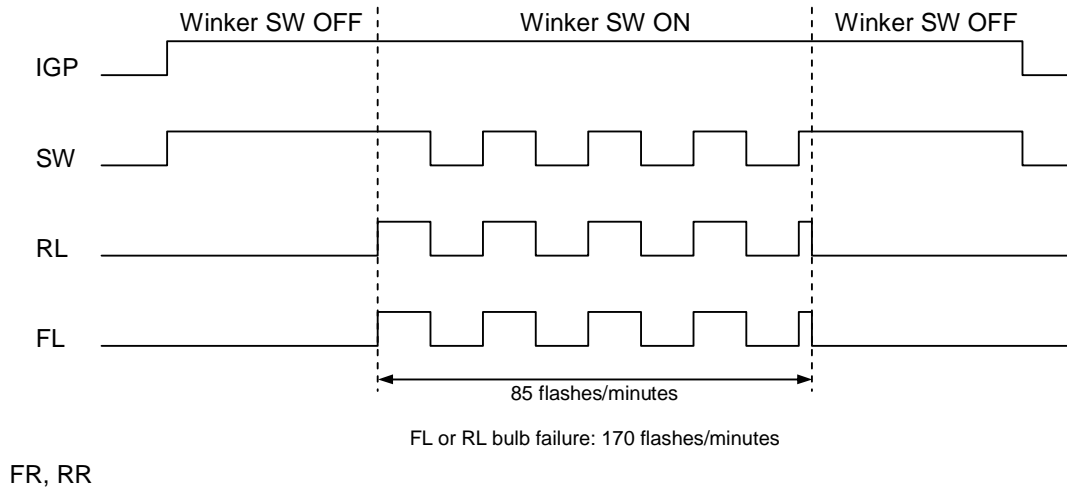 Winker SW OFF Winker SW ON Winker SW OFF
IGP
SW
RL
FL
85 flashes/minutes
FL or RL bulb failure: 170 flashes/minutes
FR, RR